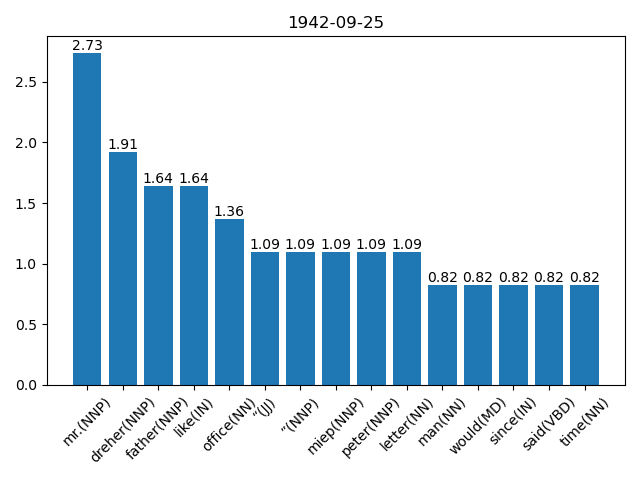 1942-09-25
2.73
1.91
1.64 1.64
1.36
1.09 1.09 1.09 1.09 1.09
0.82 0.82 0.82 0.82 0.82
2.5
2.0
1.5
1.0
0.5
0.0
mr.(NNP)
dreher(NNP)
father(NNP)
like(IN)
office(NN)
“(JJ)
”(NNP)
miep(NNP)
peter(NNP)
letter(NN)
man(NN)
would(MD)
since(IN)
said(VBD)
time(NN)